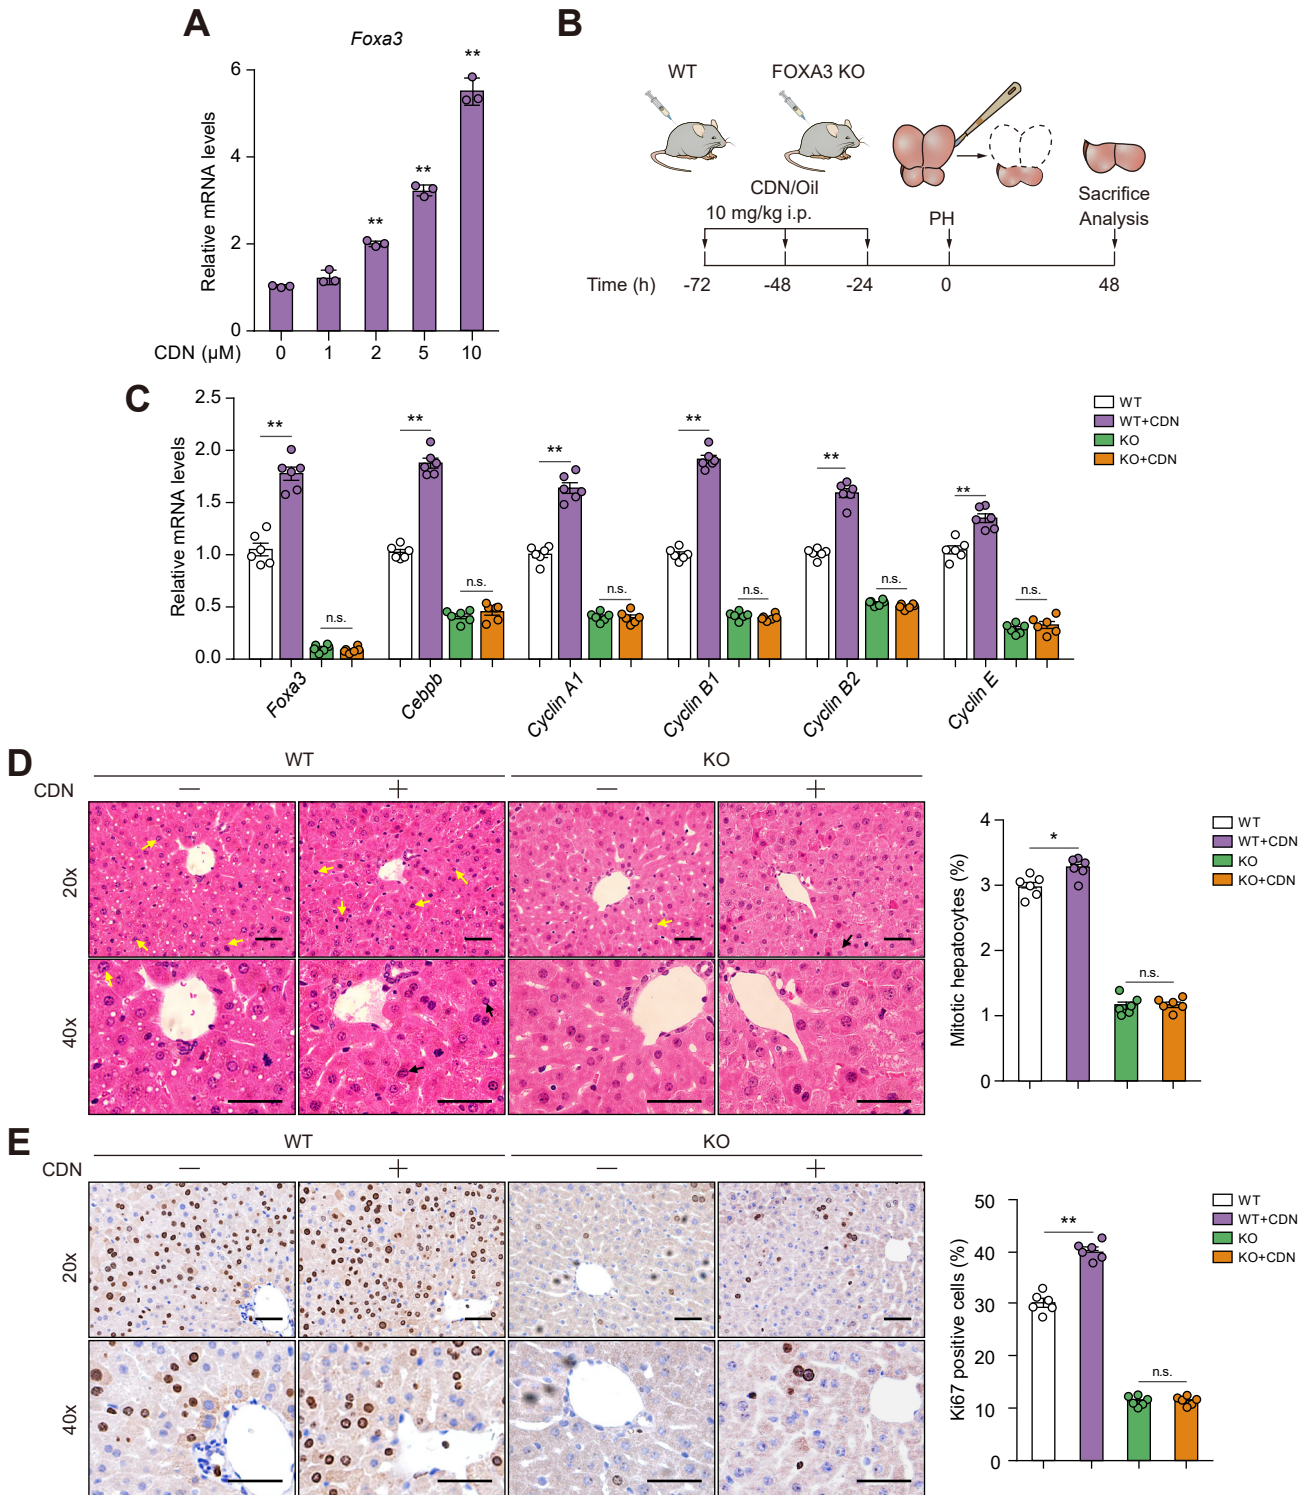 A
Foxa3
Relative mRNA levels
6
4
2
0
**
**
**
CDN (μM)
0 1 2 5 10
B
WT FOXA3 KO
CDN/Oil
10 mg/kg i.p.
PH
Sacrifice
Analysis
Time (h) -72 -48 -24 0 48
C
Relative mRNA levels
2.5
2.0
1.5
1.0
0.5
0.0
** ** ** ** ** **
n.s. n.s. n.s. n.s. n.s. n.s.
Foxa3 Cebpb Cyclin A1 Cyclin B1 Cyclin B2 Cyclin E
WT
WT+CDN
KO
KO+CDN
D
WT KO
CDN — + — +
20x
40x
Mitotic hepatocytes (%)
4
3
2
1
0
*
n.s.
WT
WT+CDN
KO
KO+CDN
E
WT KO
CDN — + — +
20x
40x
Ki67 positive cells (%)
50
40
30
20
10
0
**
n.s.
WT
WT+CDN
KO
KO+CDN